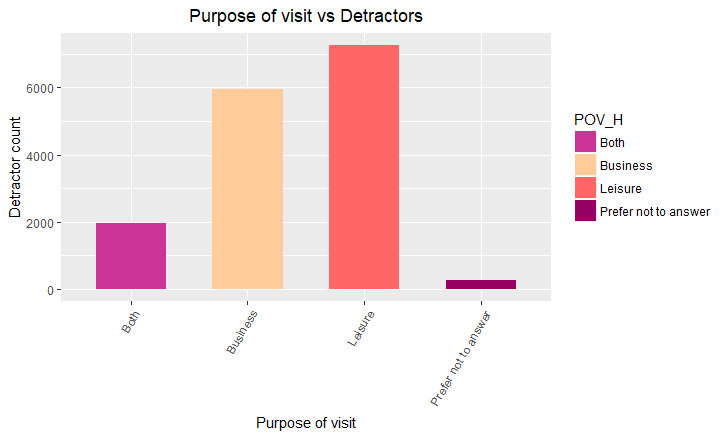 Purpose of visit vs Detractors
Detractor count
6000
4000
2000
0
Both
Business
Leisure
Prefer not to answer
Purpose of visit
POV_H
Both
Business
Leisure
Prefer not to answer